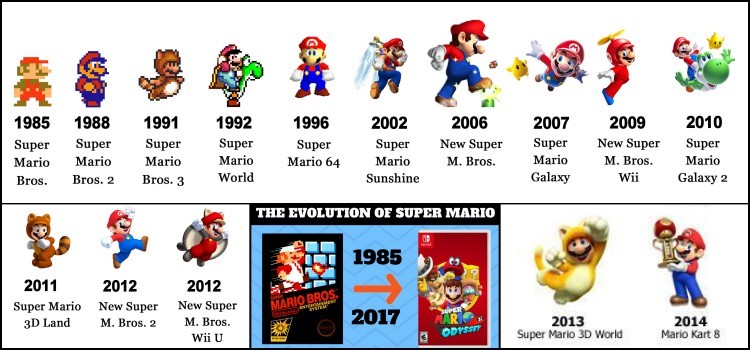 1985
Super
Mario
Bros.
1988
Super
Mario
Bros. 2
1991
Super
Mario
Bros. 3
1992
Super
Mario
World
1996
Super
Mario 64
2002
Super
Mario
Sunshine
2006
New Super
M. Bros.
2007
Super
Mario
Galaxy
2009
New Super
M. Bros.
Wii
2010
Super
Mario
Galaxy 2
2011
Super Mario
3D Land
2012
New Super
M. Bros. 2
2012
New Super
M. Bros.
Wii U
THE EVOLUTION OF SUPER MARIO
SUPER
MARIO BROS.
ENTERTAINMENT
SYSTEM
1985
2017
SUPER
MARIO
ODYSSEY
2013
Super Mario 3D World
2014
Mario Kart 8